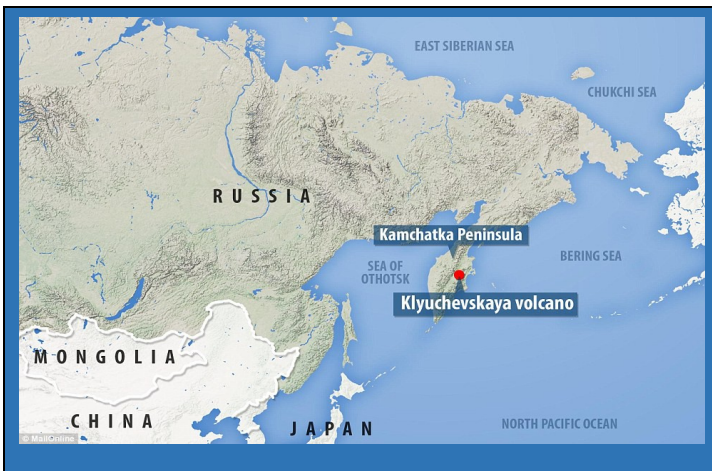 EAST SIBERIAN SEA
CHUKCHI SEA
RUSSIA
Kamchatka Peninsula
BERING SEA
SEA OF
OTHOTSK
Klyuchevskaya volcano
MONGOLIA
CHINA
JAPAN
NORTH PACIFIC OCEAN
© MailOnline